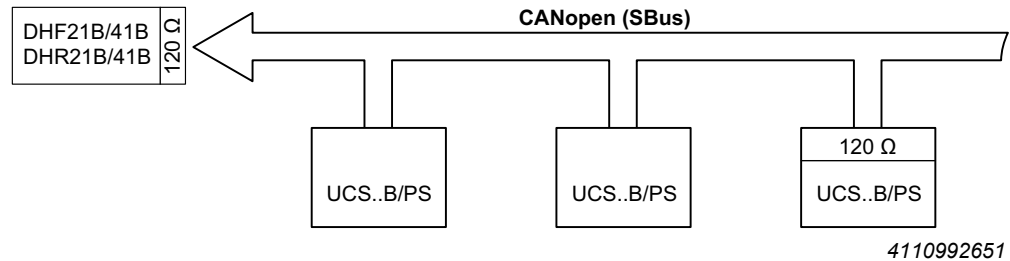 CANopen (SBus)
DHF21B/41B
DHR21B/41B
120 Ω
120 Ω
UCS..B/PS
UCS..B/PS
UCS..B/PS
4110992651